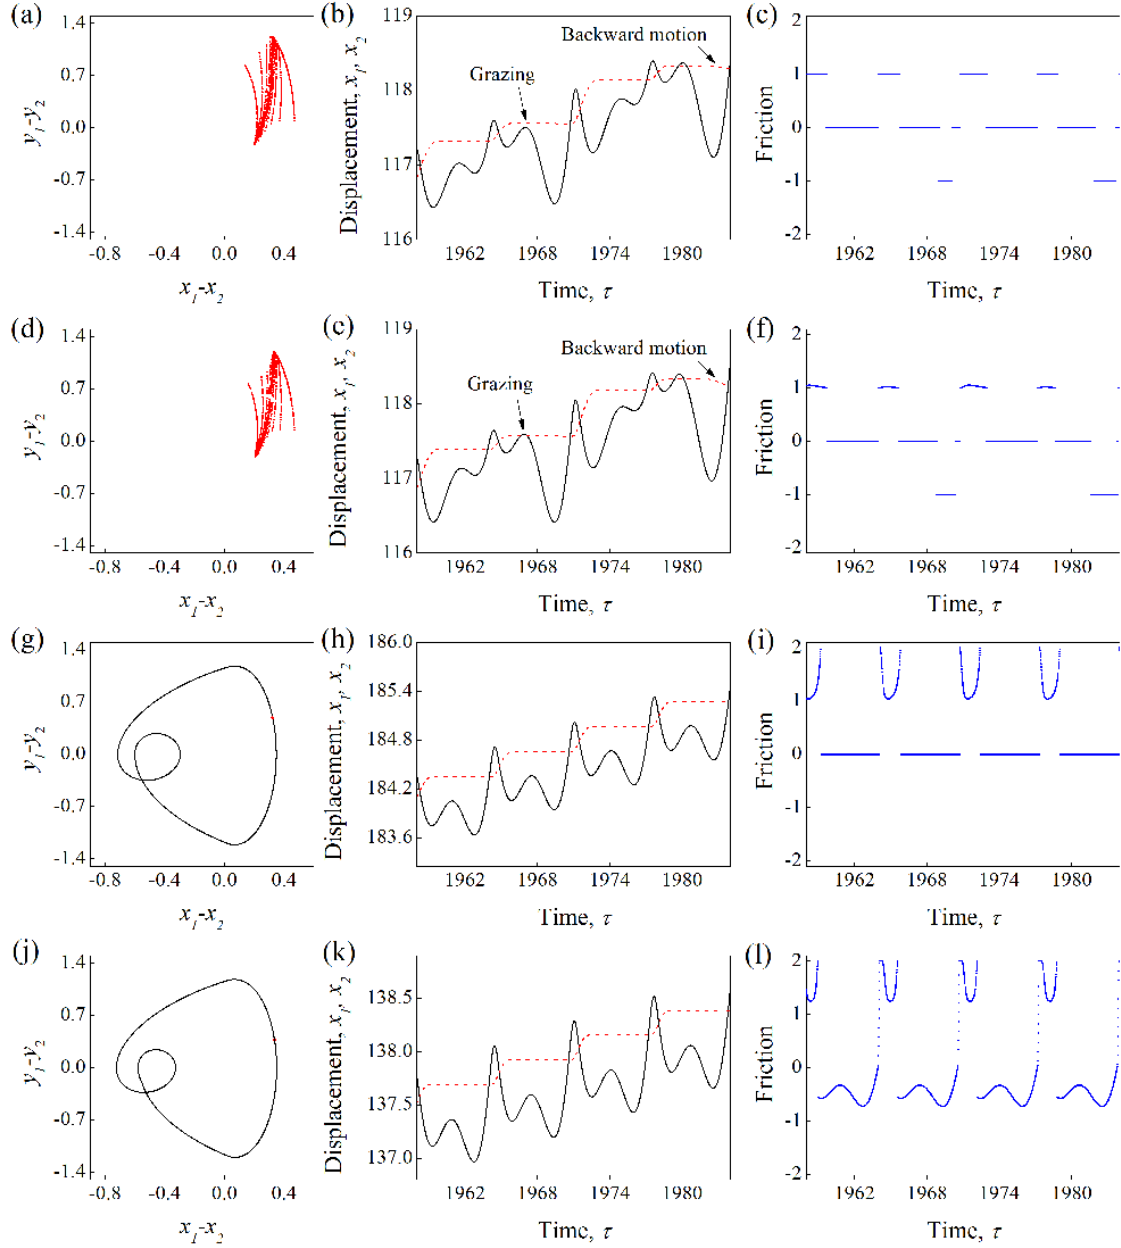 (a)
1.4
0.7
0.0
-0.7
-1.4
y1-y2
-0.8 -0.4 0.0 0.4
x1-x2
(b)
119
118
117
116
Displacement, x1, x2
Backward motion
Grazing
1962 1968 1974 1980
Time, τ
(c)
2
1
0
-1
-2
Friction
1962 1968 1974 1980
Time, τ
(d)
1.4
0.7
0.0
-0.7
-1.4
y1-y2
-0.8 -0.4 0.0 0.4
x1-x2
(e)
119
118
117
116
Displacement, x1, x2
Backward motion
Grazing
1962 1968 1974 1980
Time, τ
(f)
2
1
0
-1
-2
Friction
1962 1968 1974 1980
Time, τ
(g)
1.4
0.7
0.0
-0.7
-1.4
y1-y2
-0.8 -0.4 0.0 0.4
x1-x2
(h)
186.0
185.4
184.8
184.2
183.6
Displacement, x1, x2
1962 1968 1974 1980
Time, τ
(i)
2
1
0
-1
-2
Friction
1962 1968 1974 1980
Time, τ
(j)
1.4
0.7
0.0
-0.7
-1.4
y1-y2
-0.8 -0.4 0.0 0.4
x1-x2
(k)
138.5
138.0
137.5
137.0
Displacement, x1, x2
1962 1968 1974 1980
Time, τ
(l)
2
1
0
-1
-2
Friction
1962 1968 1974 1980
Time, τ